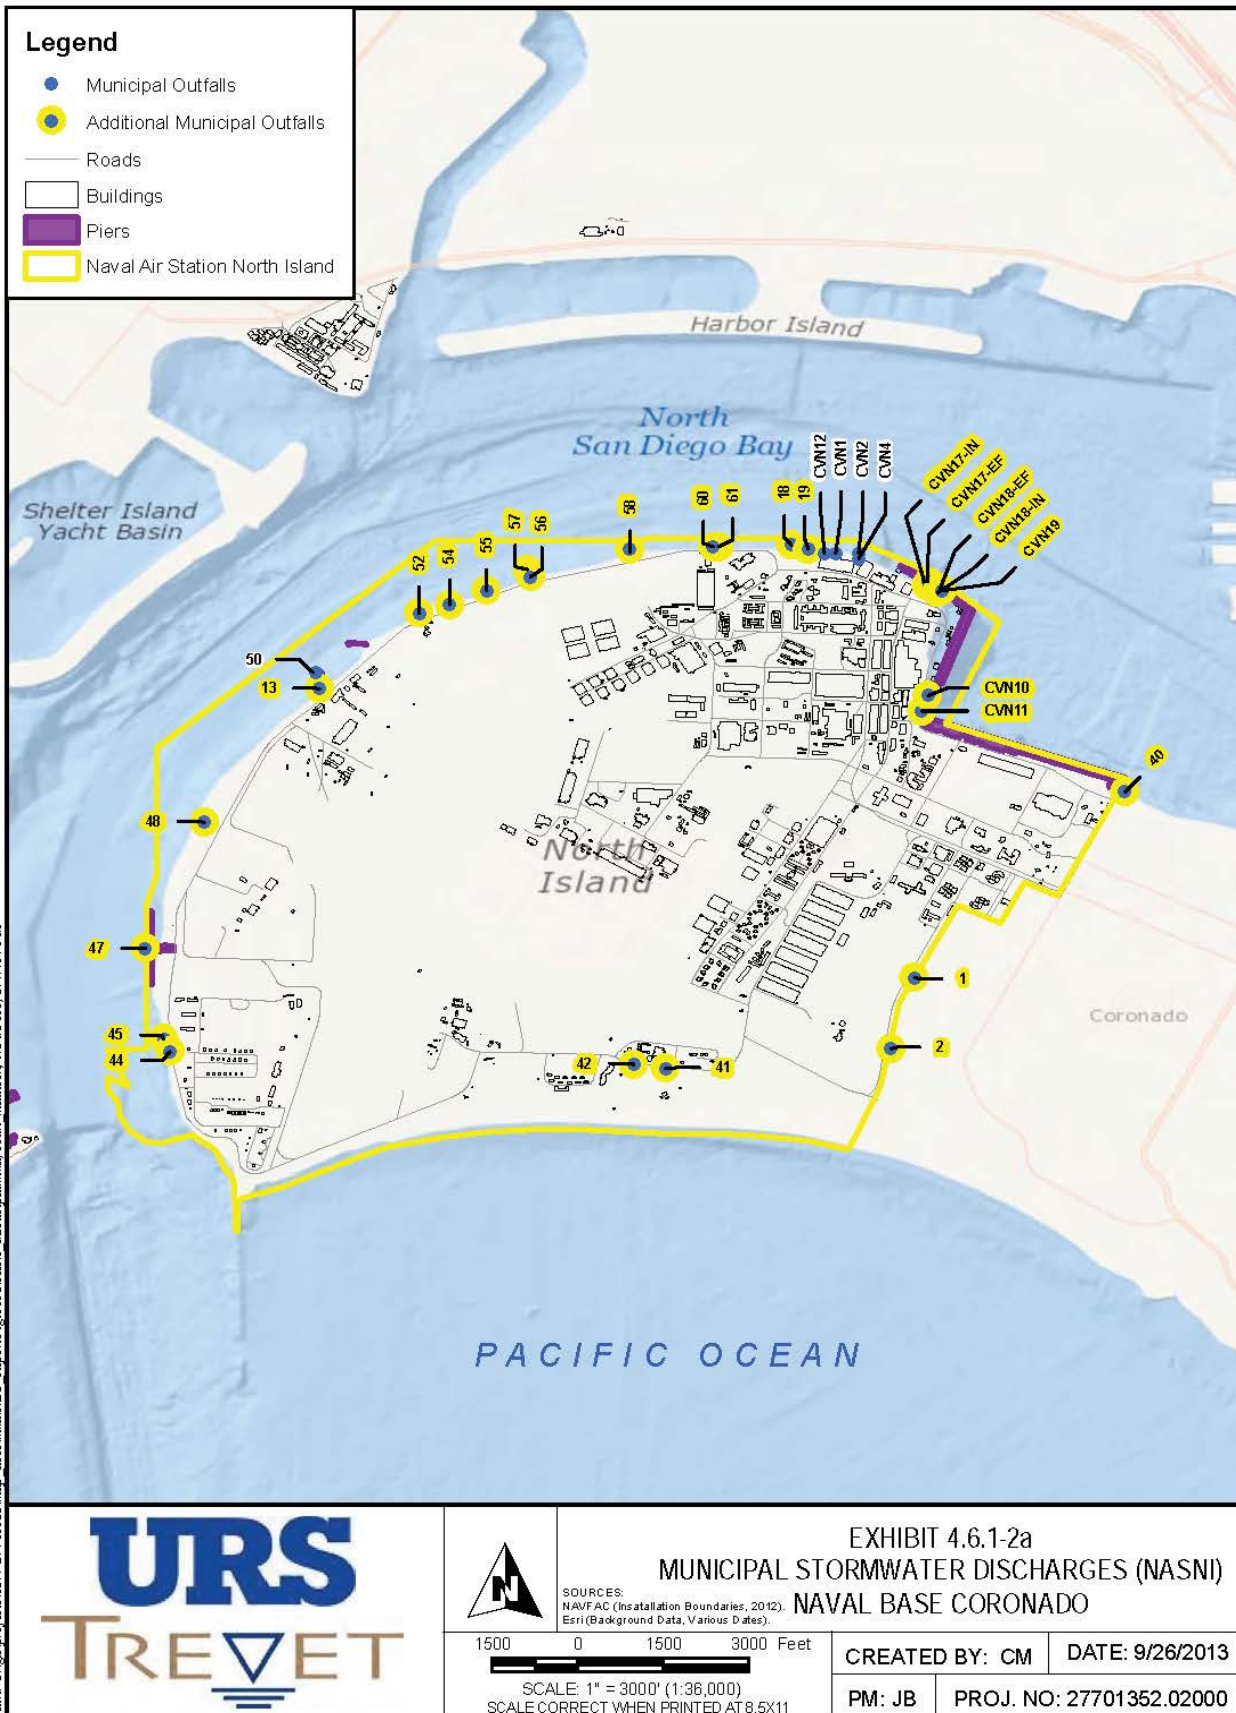 Legend
Municipal Outfalls
Additional Municipal Outfalls
Roads
Buildings
Piers
Naval Air Station North Island
Harbor Island
North
San Diego Bay
Shelter Island
Yacht Basin
52
54
55
57
56
58
60
61
18
19
CVN12
CVN1
CVN2
CVN4
CVN17-IN
CVN17-EF
CVN18-EF
CVN18-IN
CVN19
50
13
CVN10
CVN11
40
48
North
Island
47
1
Coronado
45
44
42
41
2
PACIFIC OCEAN
URS
TREVET
N
EXHIBIT 4.6.1-2a
MUNICIPAL STORMWATER DISCHARGES (NASNI)
NAVAL BASE CORONADO
SOURCES:
NAVFAC (Insatallation Boundaries, 2012).
Esri (Background Data, Various Dates).
1500 0 1500 3000 Feet
SCALE: 1" = 3000' (1:36,000)
SCALE CORRECT WHEN PRINTED AT 8.5X11
CREATED BY: CM
DATE: 9/26/2013
PM: JB
PROJ. NO: 27701352.02000